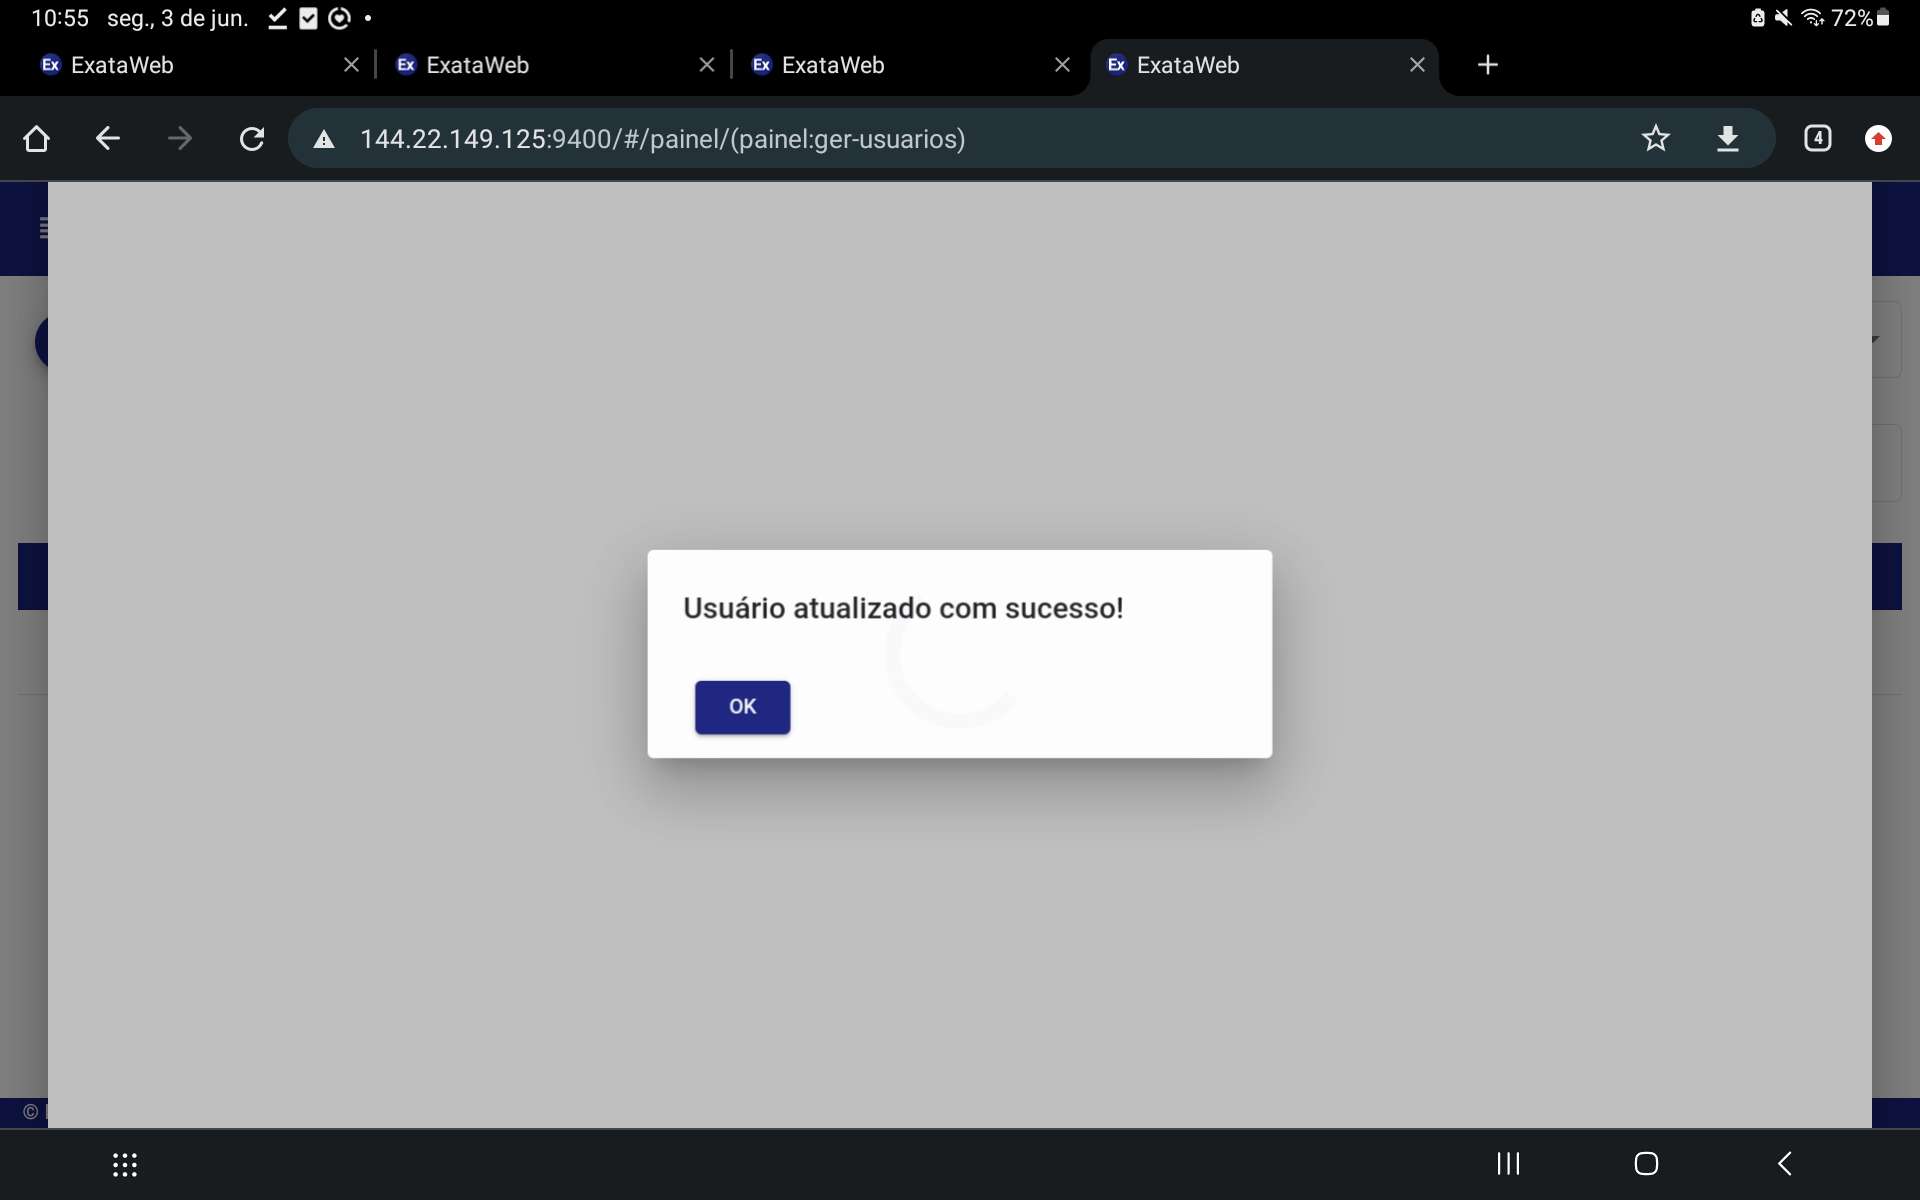 10:55 seg., 3 de jun. 72%
Ex ExataWeb Ex ExataWeb Ex ExataWeb Ex ExataWeb
144.22.149.125:9400/#/painel/(painel:ger-usuarios) 4
Usuário atualizado com sucesso!
OK
©